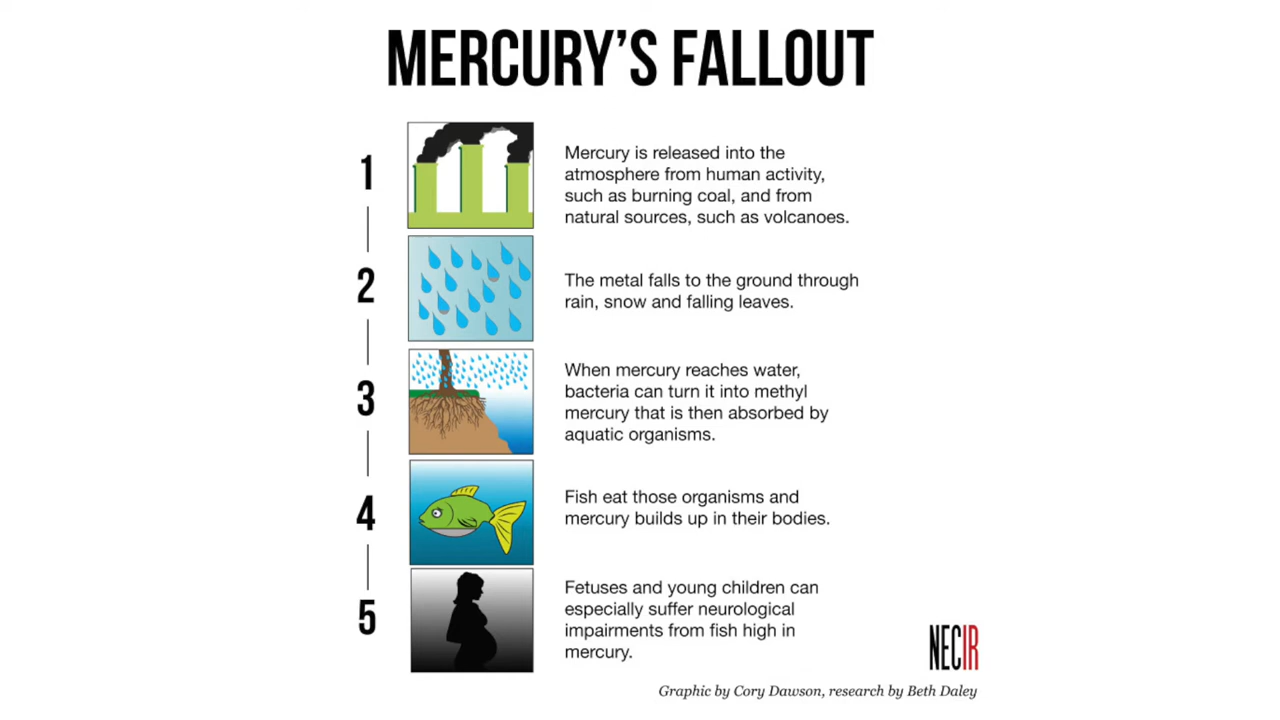 MERCURY'S FALLOUT
1
Mercury is released into the
atmosphere from human activity,
such as burning coal, and from
natural sources, such as volcanoes.
2
The metal falls to the ground through
rain, snow and falling leaves.
3
When mercury reaches water,
bacteria can turn it into methyl
mercury that is then absorbed by
aquatic organisms.
4
Fish eat those organisms and
mercury builds up in their bodies.
5
Fetuses and young children can
especially suffer neurological
impairments from fish high in
mercury.
NECIR
Graphic by Cory Dawson, research by Beth Daley